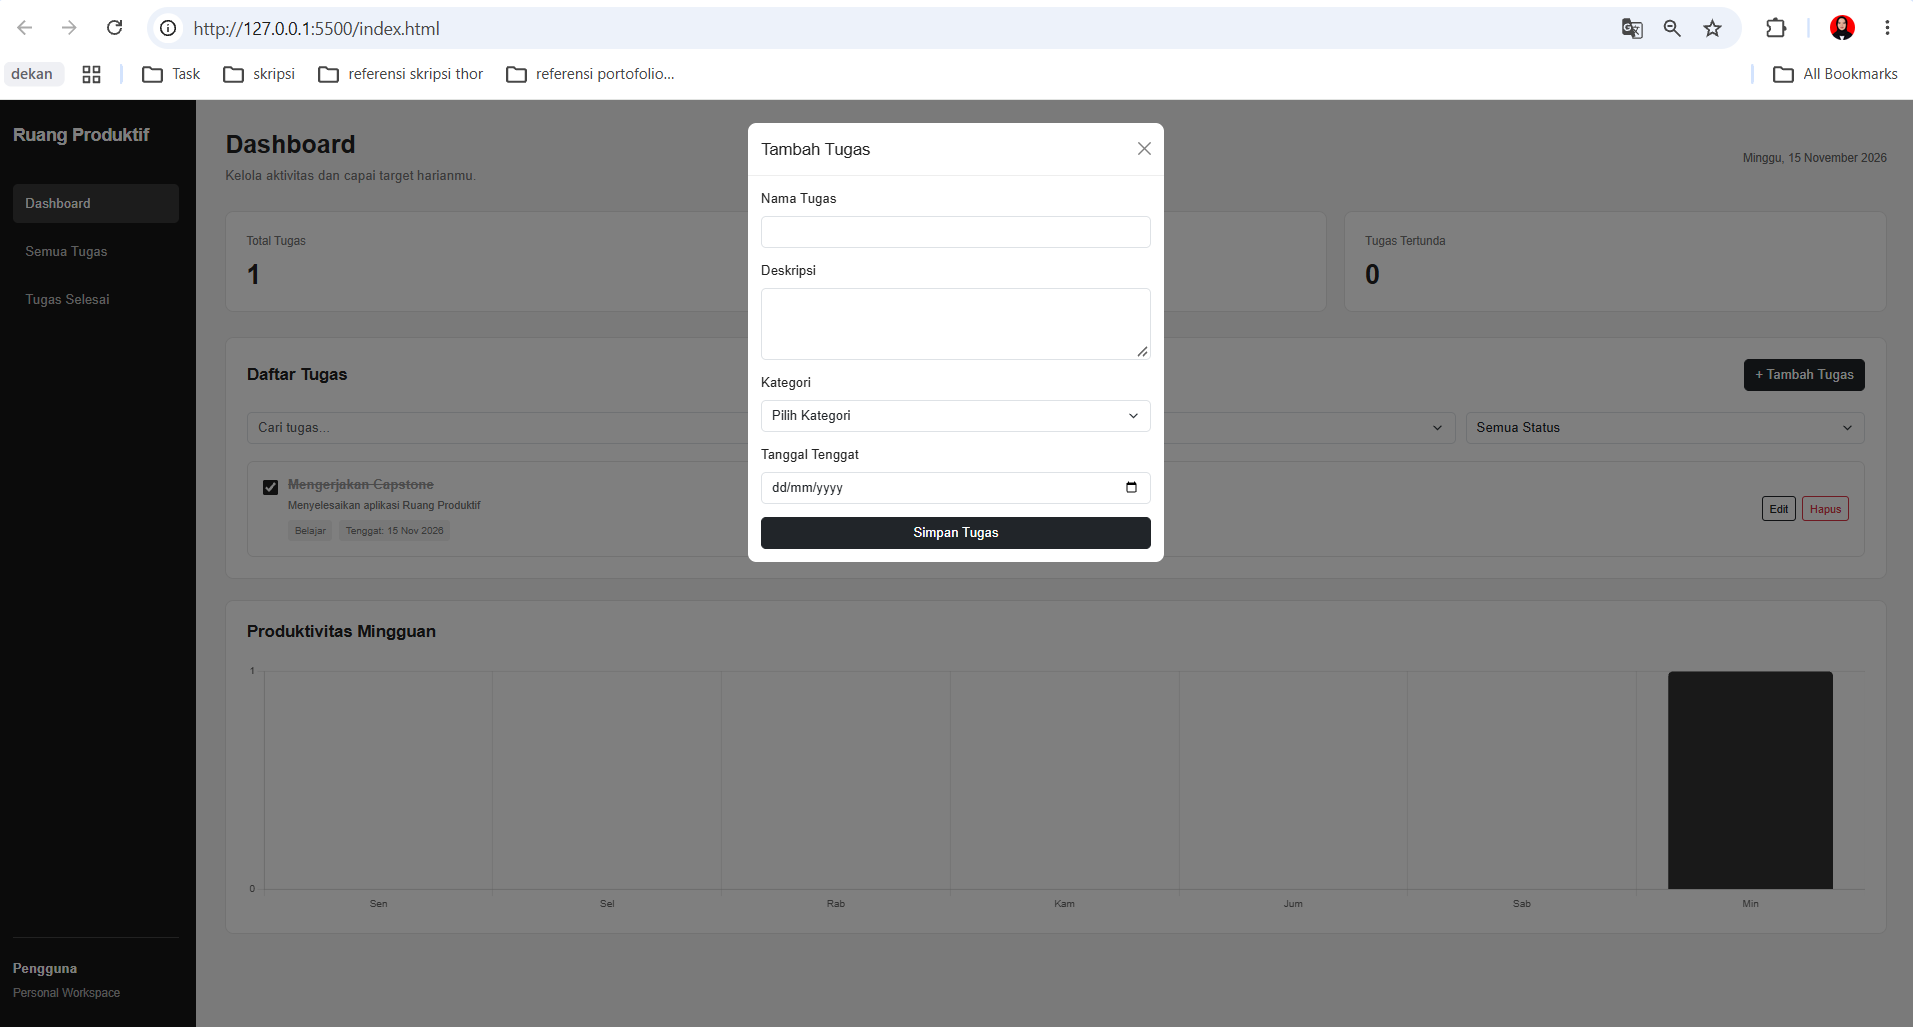 http://127.0.0.1:5500/index.html
dekan
Task
skripsi
referensi skripsi thor
referensi portofolio...
All Bookmarks
Ruang Produktif
Dashboard
Semua Tugas
Tugas Selesai
Pengguna
Personal Workspace
Dashboard
Kelola aktivitas dan capai target harianmu.
Minggu, 15 November 2026
Total Tugas
1
Tugas Tertunda
0
Daftar Tugas
+ Tambah Tugas
Cari tugas...
Semua Status
Mengerjakan Capstone
Menyelesaikan aplikasi Ruang Produktif
Belajar
Tenggat: 15 Nov 2026
Edit
Hapus
Tambah Tugas
Nama Tugas
Deskripsi
Kategori
Pilih Kategori
Tanggal Tenggat
dd/mm/yyyy
Simpan Tugas
Produktivitas Mingguan
1
0
Sen
Sel
Rab
Kam
Jum
Sab
Min